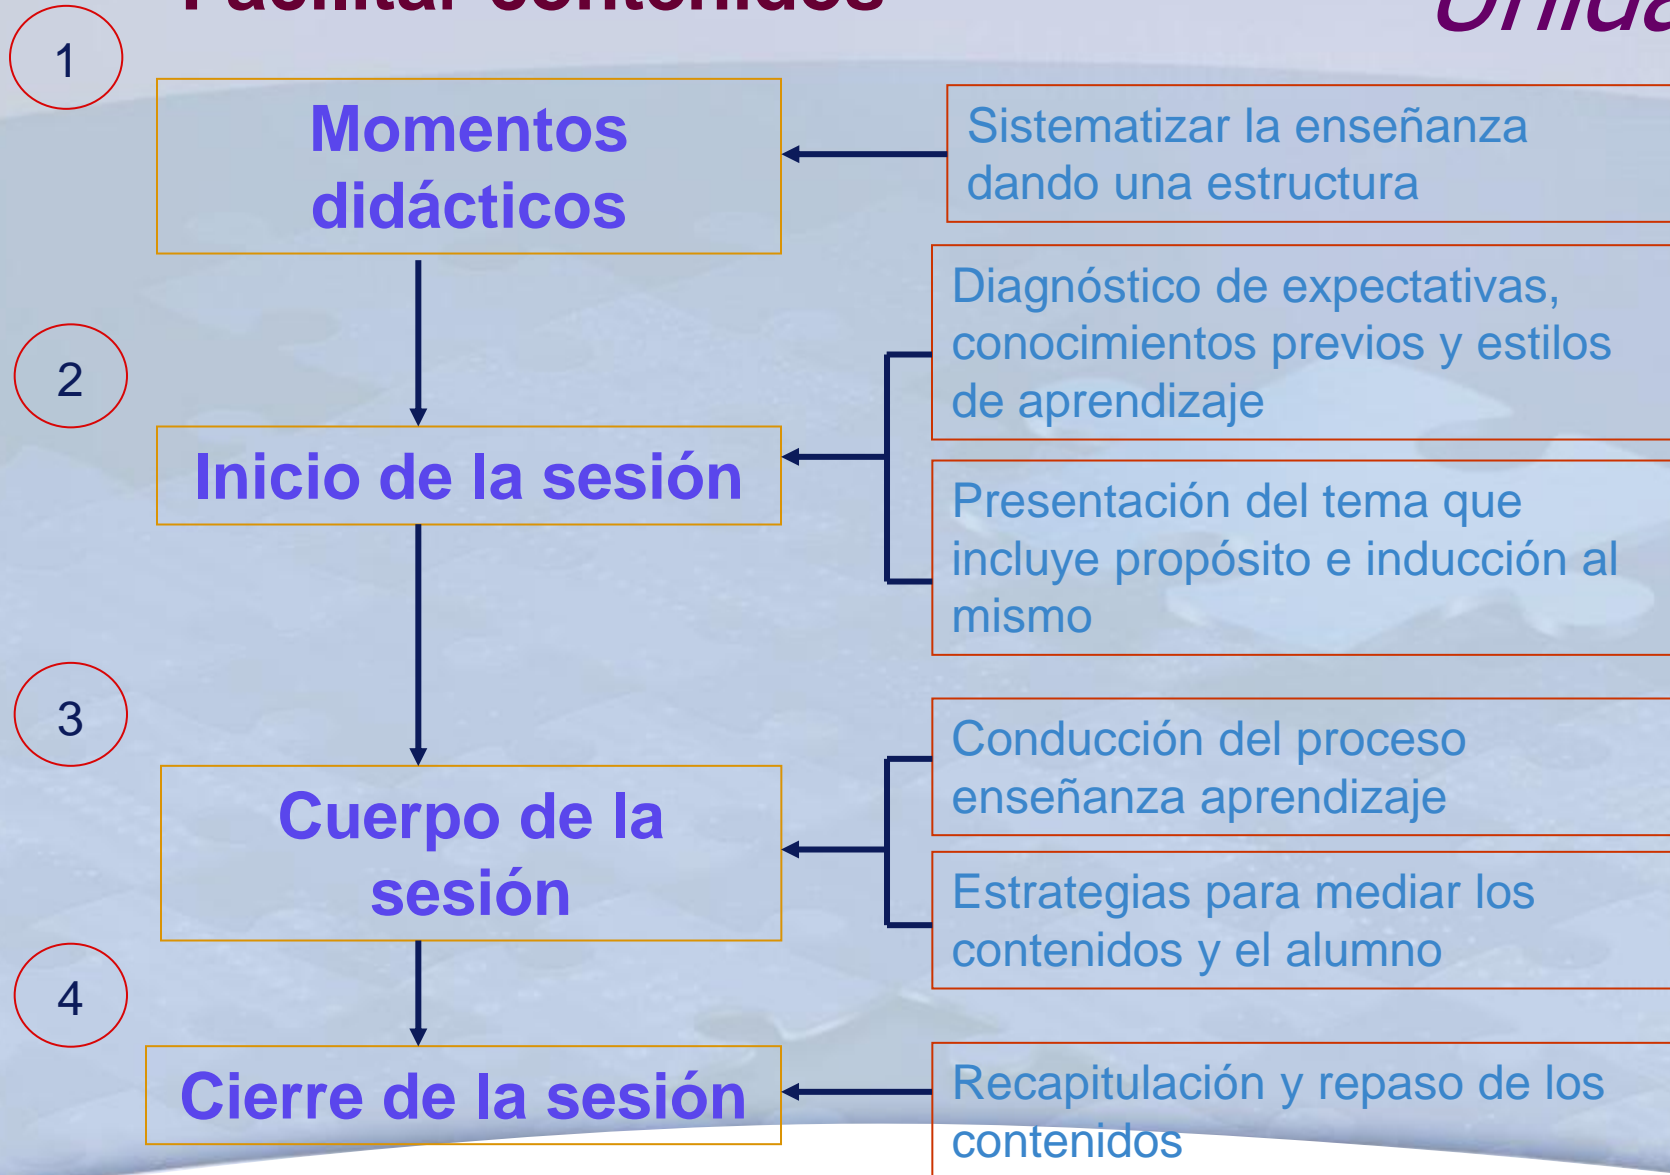 Facilitar contenidos
1
Momentos
didácticos
Sistematizar la enseñanza
dando una estructura
Diagnóstico de expectativas,
conocimientos previos y estilos
de aprendizaje
2
Inicio de la sesión
Presentación del tema que
incluye propósito e inducción al
mismo
3
Conducción del proceso
enseñanza aprendizaje
Cuerpo de la
sesión
Estrategias para mediar los
contenidos y el alumno
4
Cierre de la sesión
Recapitulación y repaso de los
contenidos